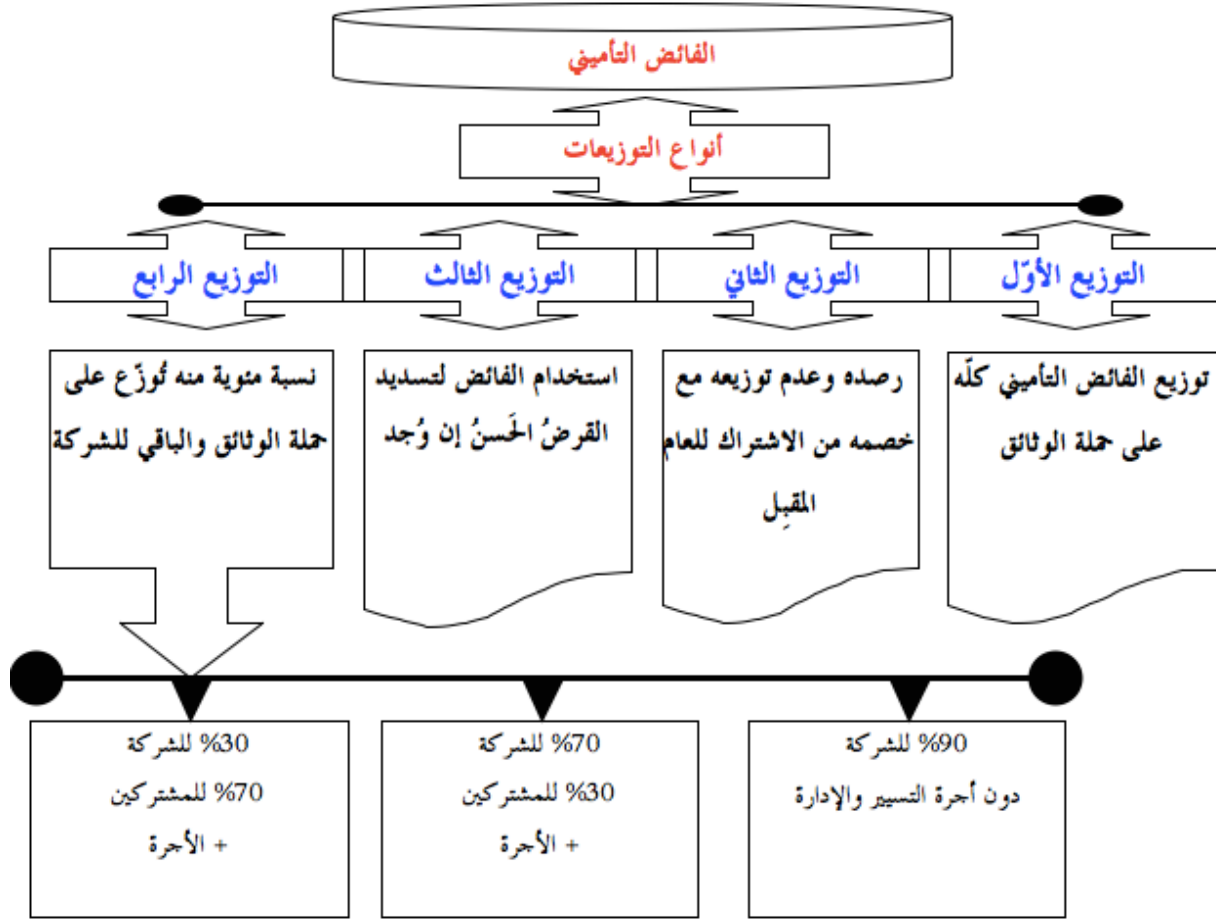 الفائض التأميني
أنواع التوزيعات
التوزيع الأوّل
التوزيع الثاني
التوزيع الثالث
التوزيع الرابع
توزيع الفائض التأميني كلّه
على حملة الوثائق
رصده وعدم توزيعه مع
خصمه من الاشتراك للعام
المقبِل
استخدام الفائض لتسديد
القرضُ الحَسنُ إن وُجد
نسبة مئوية منه تُوزّع على
حملة الوثائق والباقي للشركة
90% للشركة
دون أجرة التسيير والإدارة
70% للشركة
30% للمشتركين
+ الأجرة
30% للشركة
70% للمشتركين
+ الأجرة